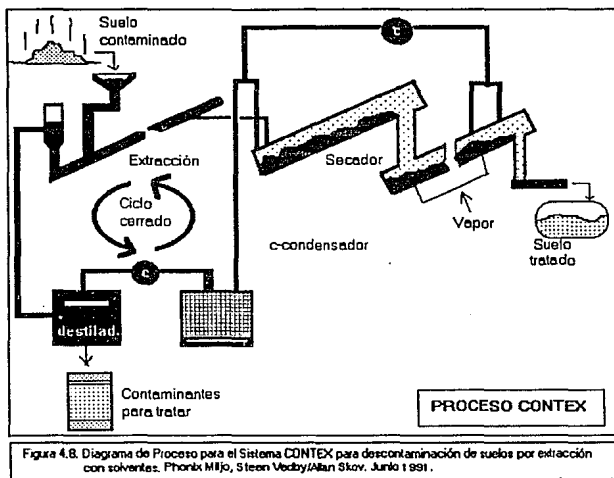 Suelo
contaminado
Extracción
Ciclo
cerrado
Secador
Vapor
c-condensador
Suelo
tratado
destilad.
Contaminantes
para tratar
PROCESO CONTEX
Figura 4.8. Diagrama de Proceso para el Sistema CONTEX para descontaminación de suelos por extracción
con solventes. Phonix Miljo, Steen Vedby/Allan Skov. Junio 1991.